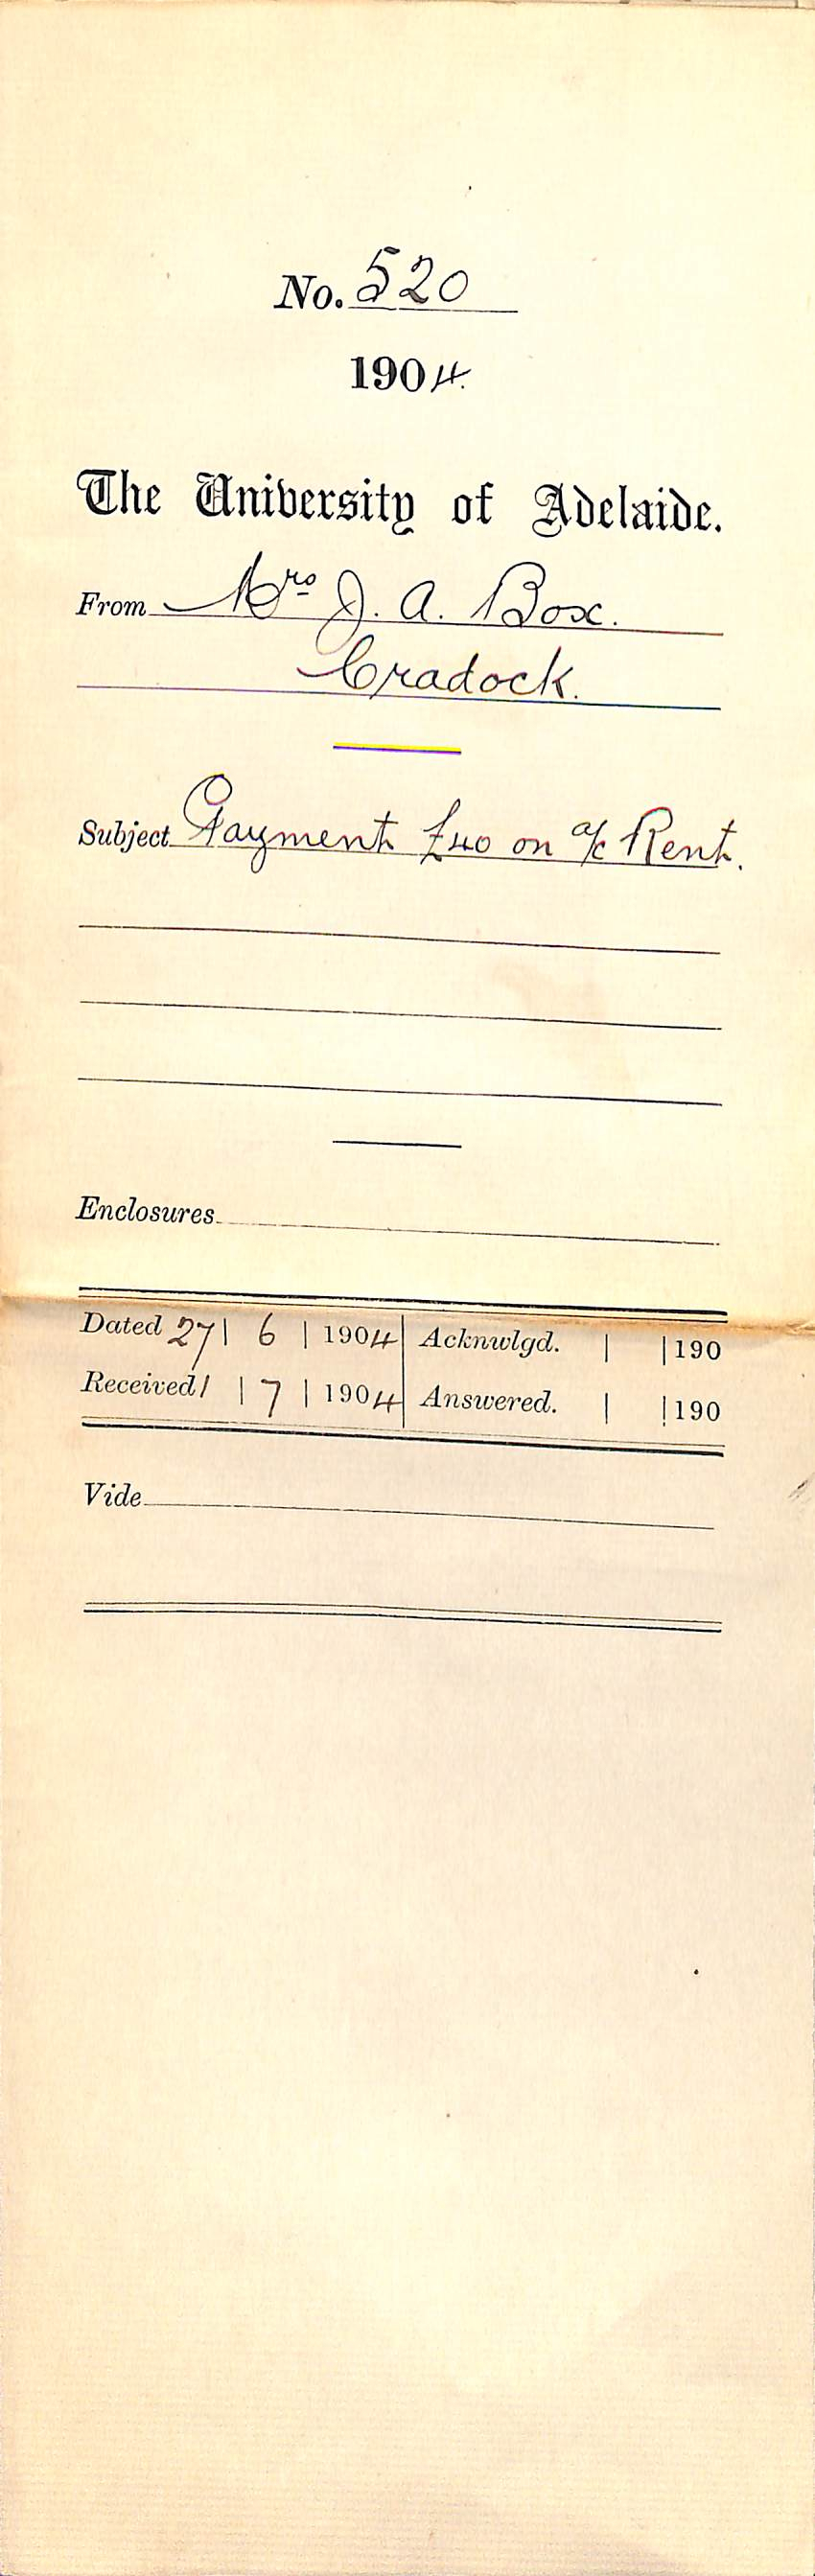 No. 520
1904.
The University of Adelaide.
From Mrs J. A. Box.
Cradock.
Subject Payment £40 on a/c Rent.
Enclosures
Dated 27 | 6 | 1904 | Acknwlgd. | | 190
Received 1 | 7 | 1904 | Answered. | | 190
Vide